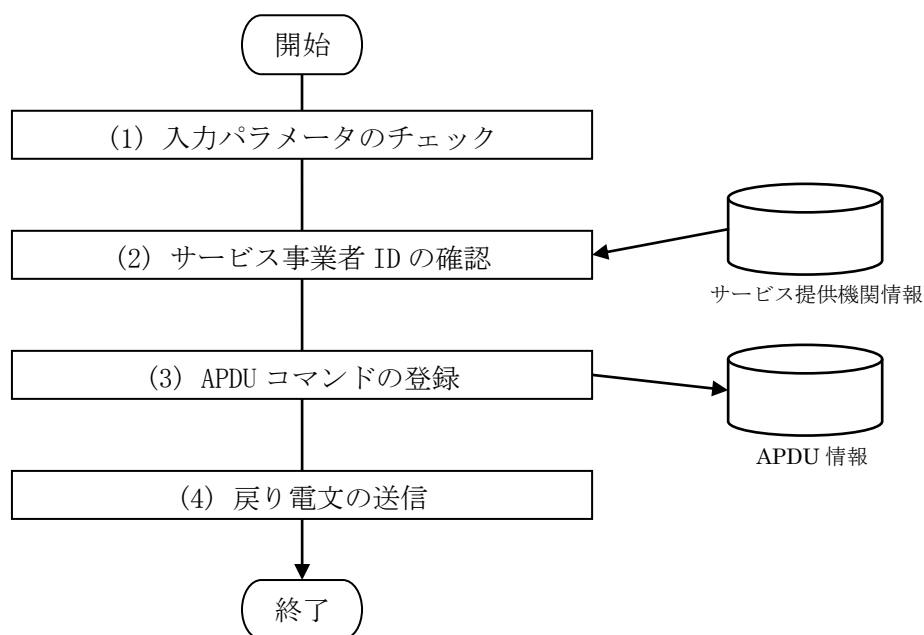 開始
(1) 入力パラメータのチェック
(2) サービス事業者 ID の確認
サービス提供機関情報
(3) APDU コマンドの登録
APDU 情報
(4) 戻り電文の送信
終了